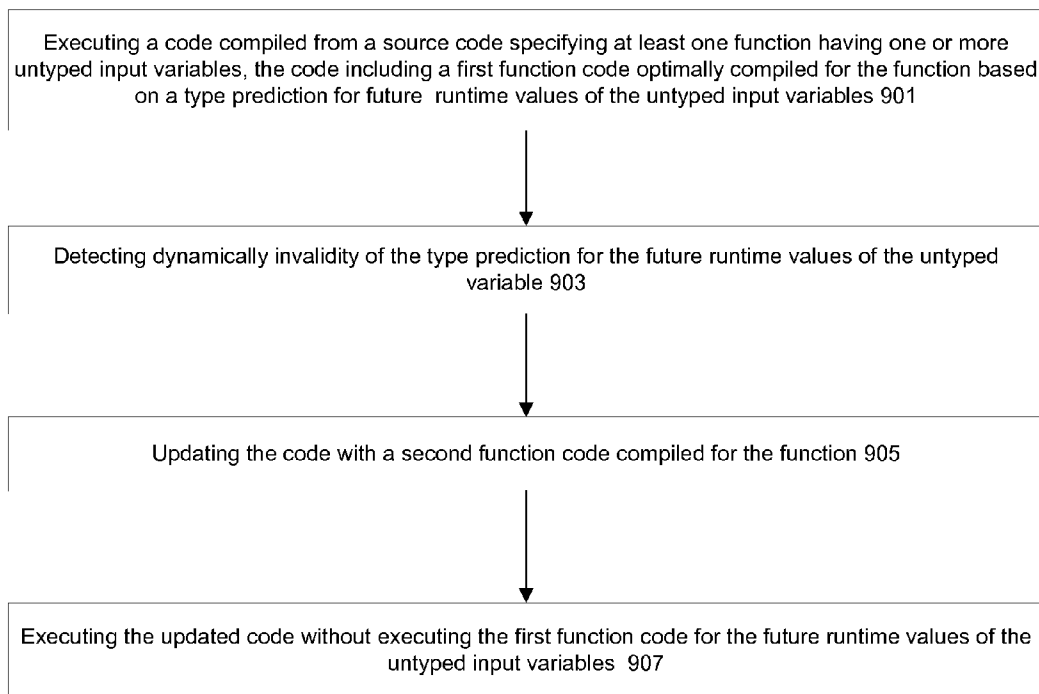 Executing a code compiled from a source code specifying at least one function having one or more
untyped input variables, the code including a first function code optimally compiled for the function based
on a type prediction for future runtime values of the untyped input variables 901
Detecting dynamically invalidity of the type prediction for the future runtime values of the untyped
variable 903
Updating the code with a second function code compiled for the function 905
Executing the updated code without executing the first function code for the future runtime values of the
untyped input variables 907